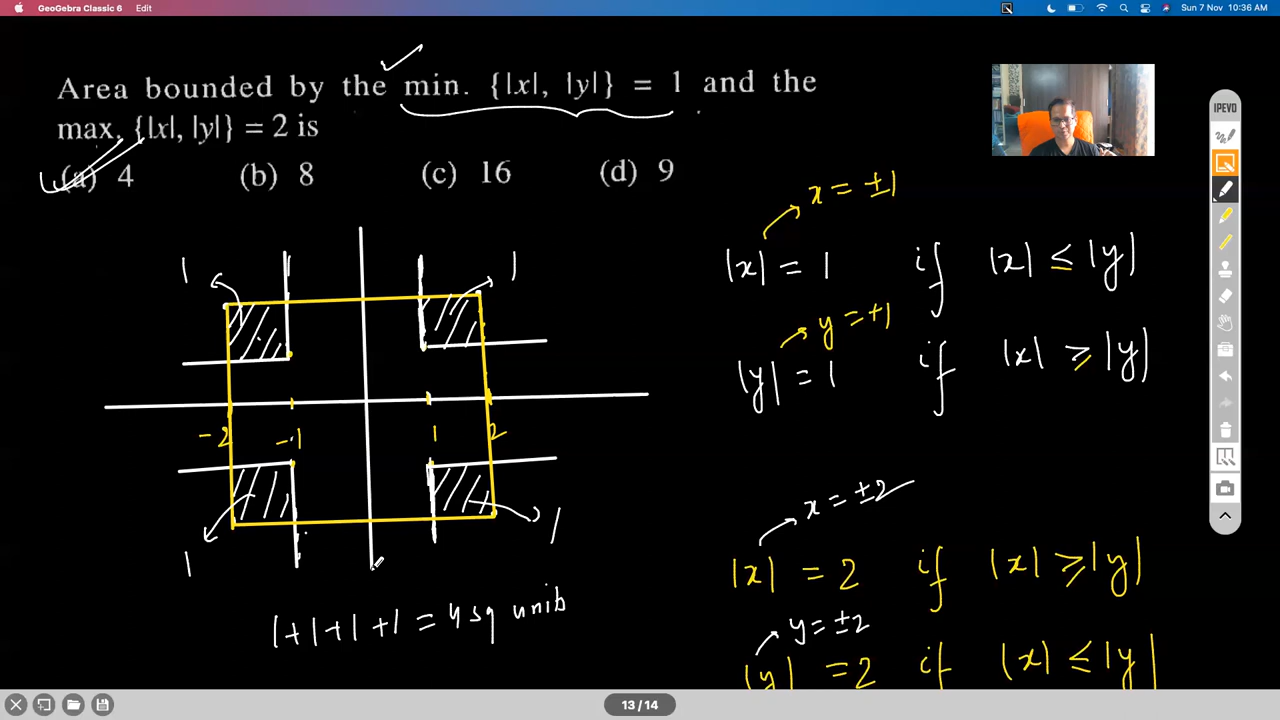 GeoGebra Classic 6 Edit
Sun 7 Nov 10:36 AM
Area bounded by the min. {|x|, |y|} = 1 and the
max. {|x|, |y|} = 2 is
(a) 4 (b) 8 (c) 16 (d) 9
IPEVO
x = ±1
|x| = 1 if |x| ≤ |y|
y = ±1
|y| = 1 if |x| ≥ |y|
1 1
-2 -1 1 2
1 1
x = ±2
|x| = 2 if |x| ≥ |y|
y = ±2
|y| = 2 if |x| ≤ |y|
1+1+1+1 = 4 sq units
13 / 14